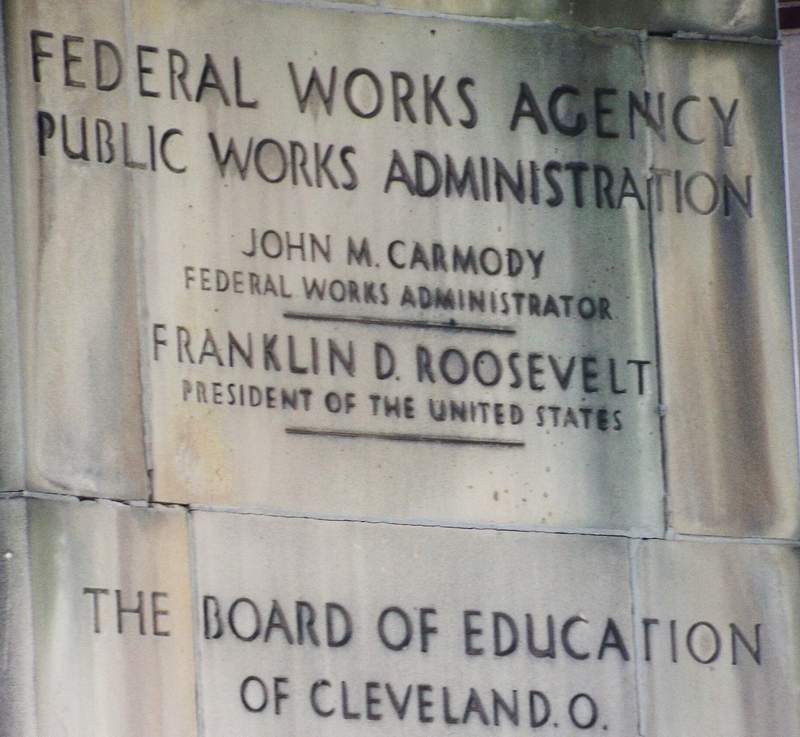 FEDERAL WORKS AGENCY
PUBLIC WORKS ADMINISTRATION
JOHN M. CARMODY
FEDERAL WORKS ADMINISTRATOR
FRANKLIN D. ROOSEVELT
PRESIDENT OF THE UNITED STATES
THE BOARD OF EDUCATION
OF CLEVELAND. O.